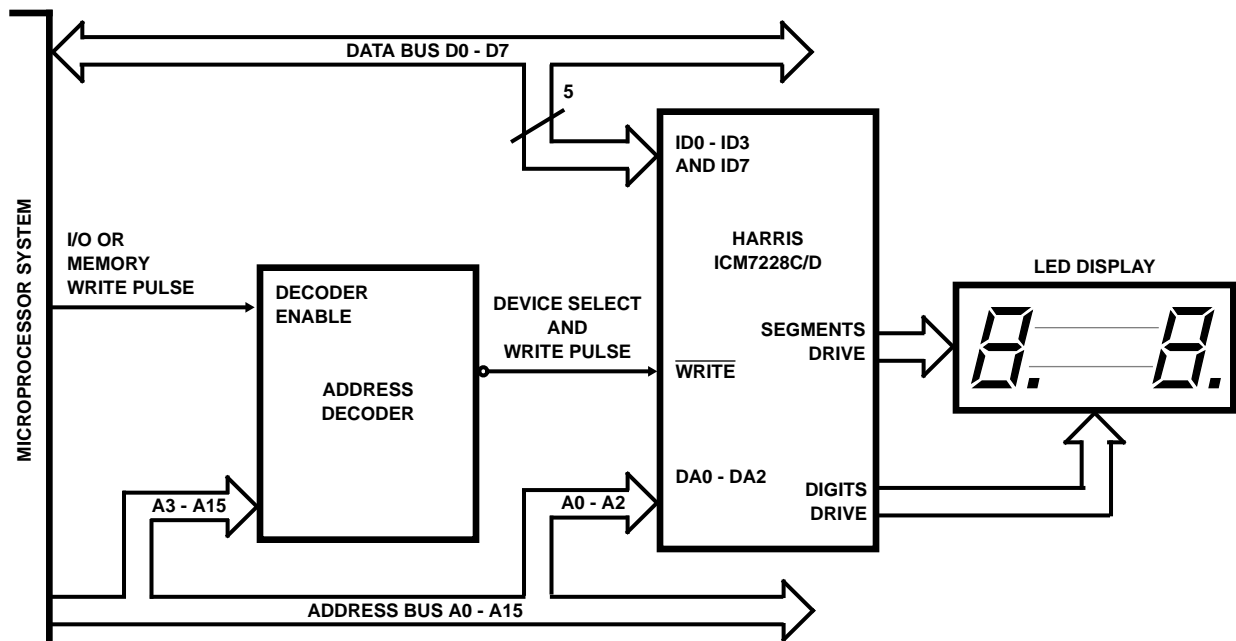 DATA BUS D0 - D7
5
ID0 - ID3
AND ID7
HARRIS
ICM7228C/D
MICROPROCESSOR SYSTEM
I/O OR
MEMORY
WRITE PULSE
DECODER
ENABLE
ADDRESS
DECODER
DEVICE SELECT
AND
WRITE PULSE
WRITE
SEGMENTS
DRIVE
LED DISPLAY
8. 8.
A3 - A15
A0 - A2
DA0 - DA2
DIGITS
DRIVE
ADDRESS BUS A0 - A15